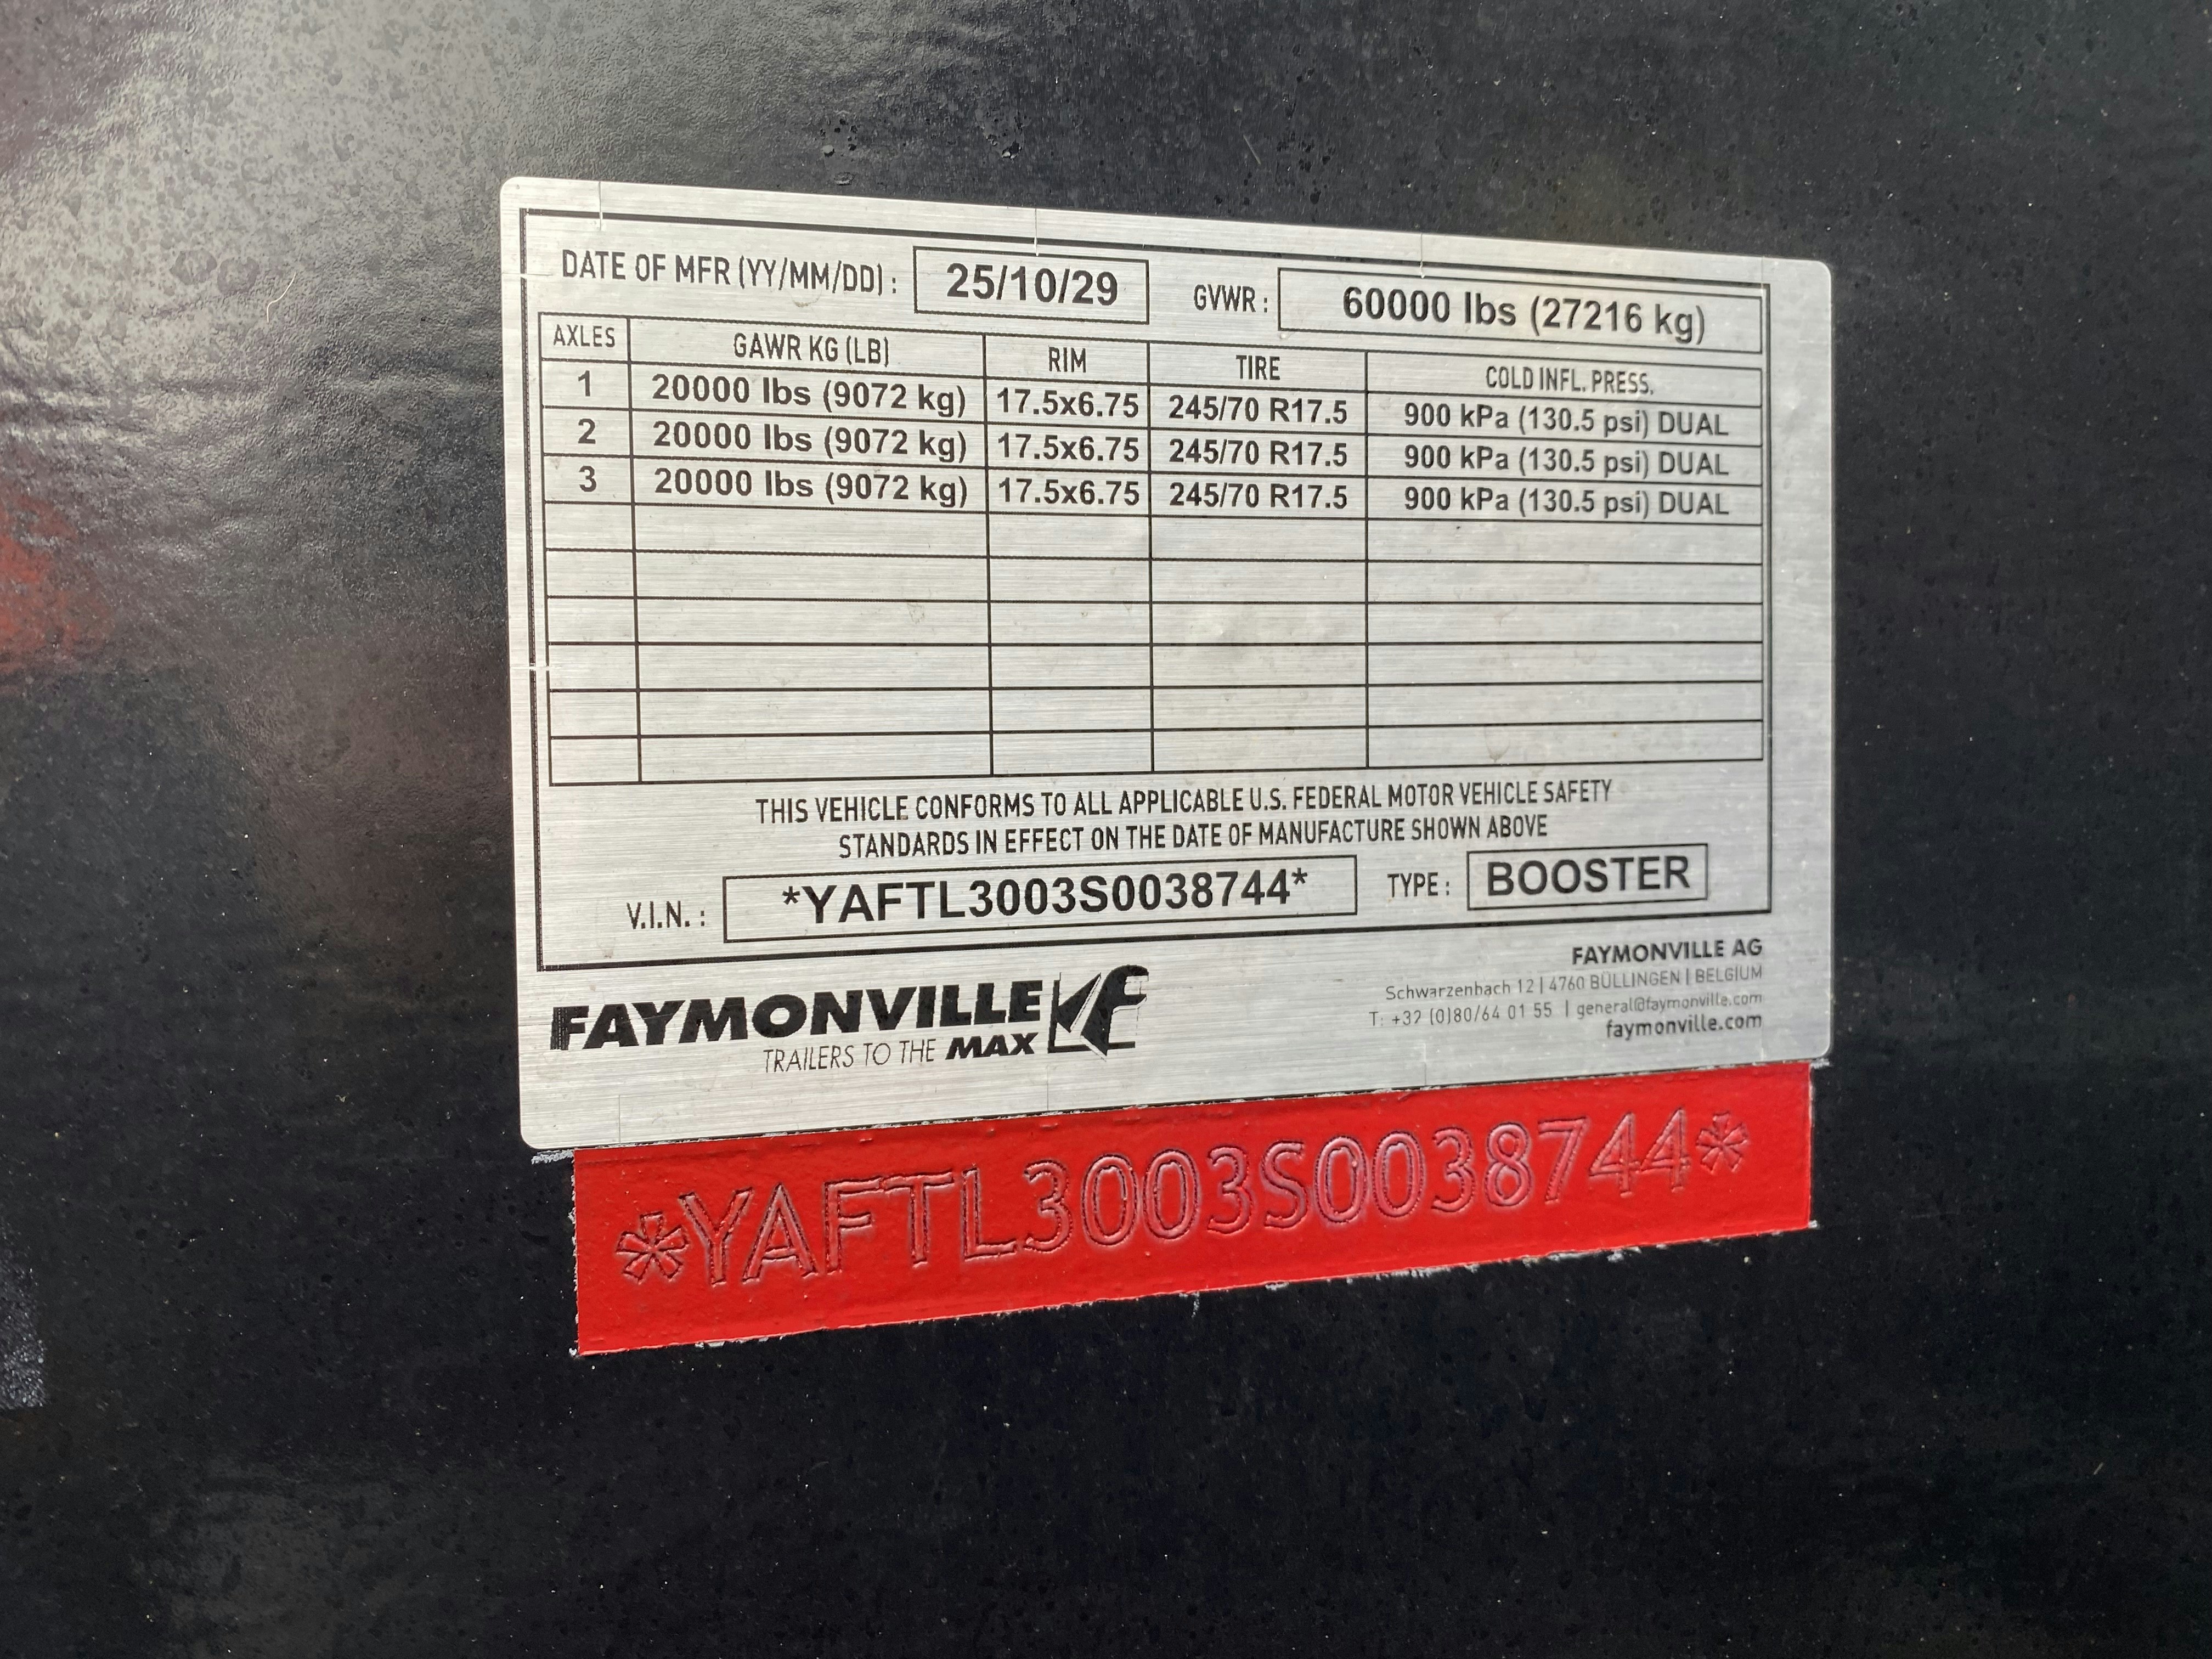 DATE OF MFR (YY/MM/DD) : 25/10/29 GVWR : 60000 lbs (27216 kg)
AXLES GAWR KG (LB) RIM TIRE COLD INFL. PRESS.
1 20000 lbs (9072 kg) 17.5x6.75 245/70 R17.5 900 kPa (130.5 psi) DUAL
2 20000 lbs (9072 kg) 17.5x6.75 245/70 R17.5 900 kPa (130.5 psi) DUAL
3 20000 lbs (9072 kg) 17.5x6.75 245/70 R17.5 900 kPa (130.5 psi) DUAL
THIS VEHICLE CONFORMS TO ALL APPLICABLE U.S. FEDERAL MOTOR VEHICLE SAFETY
STANDARDS IN EFFECT ON THE DATE OF MANUFACTURE SHOWN ABOVE
V.I.N. : *YAFTL3003S0038744* TYPE : BOOSTER
FAYMONVILLE
TRAILERS TO THE MAX
FAYMONVILLE AG
Schwarzenbach 12 | 4760 BÜLLINGEN | BELGIUM
T: +32 (0)80/64 01 55 | general@faymonville.com
faymonville.com
*YAFTL3003S0038744*